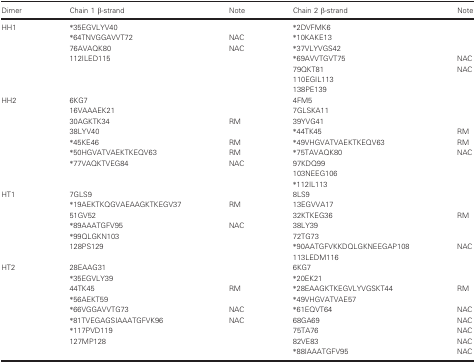 Dimer Chain 1 β-strand Note Chain 2 β-strand Note
HH1 *35EGVLYV40 *2DVFMK6
*64TNVGGAVVT72 NAC *10KAKE13
76AVAQK80 NAC *37VLYVGS42
112ILED115 *69AVVTGVT75 NAC
79QKT81 NAC
110EGIL113
138PE139
HH2 6KG7 4FM5
16VAAAEK21 7GLSKA11
30AGKTK34 RM 39YVG41
38LYV40 *44TK45 RM
*45KE46 RM *49HGVATVAEKTKEQV63 RM
*50HGVATVAEKTKEQV63 RM *75TAVAQK80 NAC
*77VAQKTVEG84 NAC 97KDQ99
103NEEG106
*112IL113
HT1 7GLS9 8LS9
*19AEKTKQGVAEAAGKTKEGV37 RM 13EGVVA17
51GV52 32KTKEG36 RM
*89AAATGFV95 NAC 38LY39
*99QLGKN103 72TG73
128PS129 *90AATGFVKKDQLGKNEEGAP108 NAC
113LEDM116
HT2 28EAAG31 6KG7
*35EGVLY39 *20EK21
44TK45 RM *28EAAGKTKEGVLYVGSKT44 RM
*56AEKT59 *49VHGVATVAE57
*66VGGAVVTG73 NAC *61EQVT64 NAC
*81TVEGAGSIAAATGFVK96 NAC 68GA69 NAC
*117PVD119 75TA76 NAC
127MP128 82VE83 NAC
*88IAAATGFV95 NAC